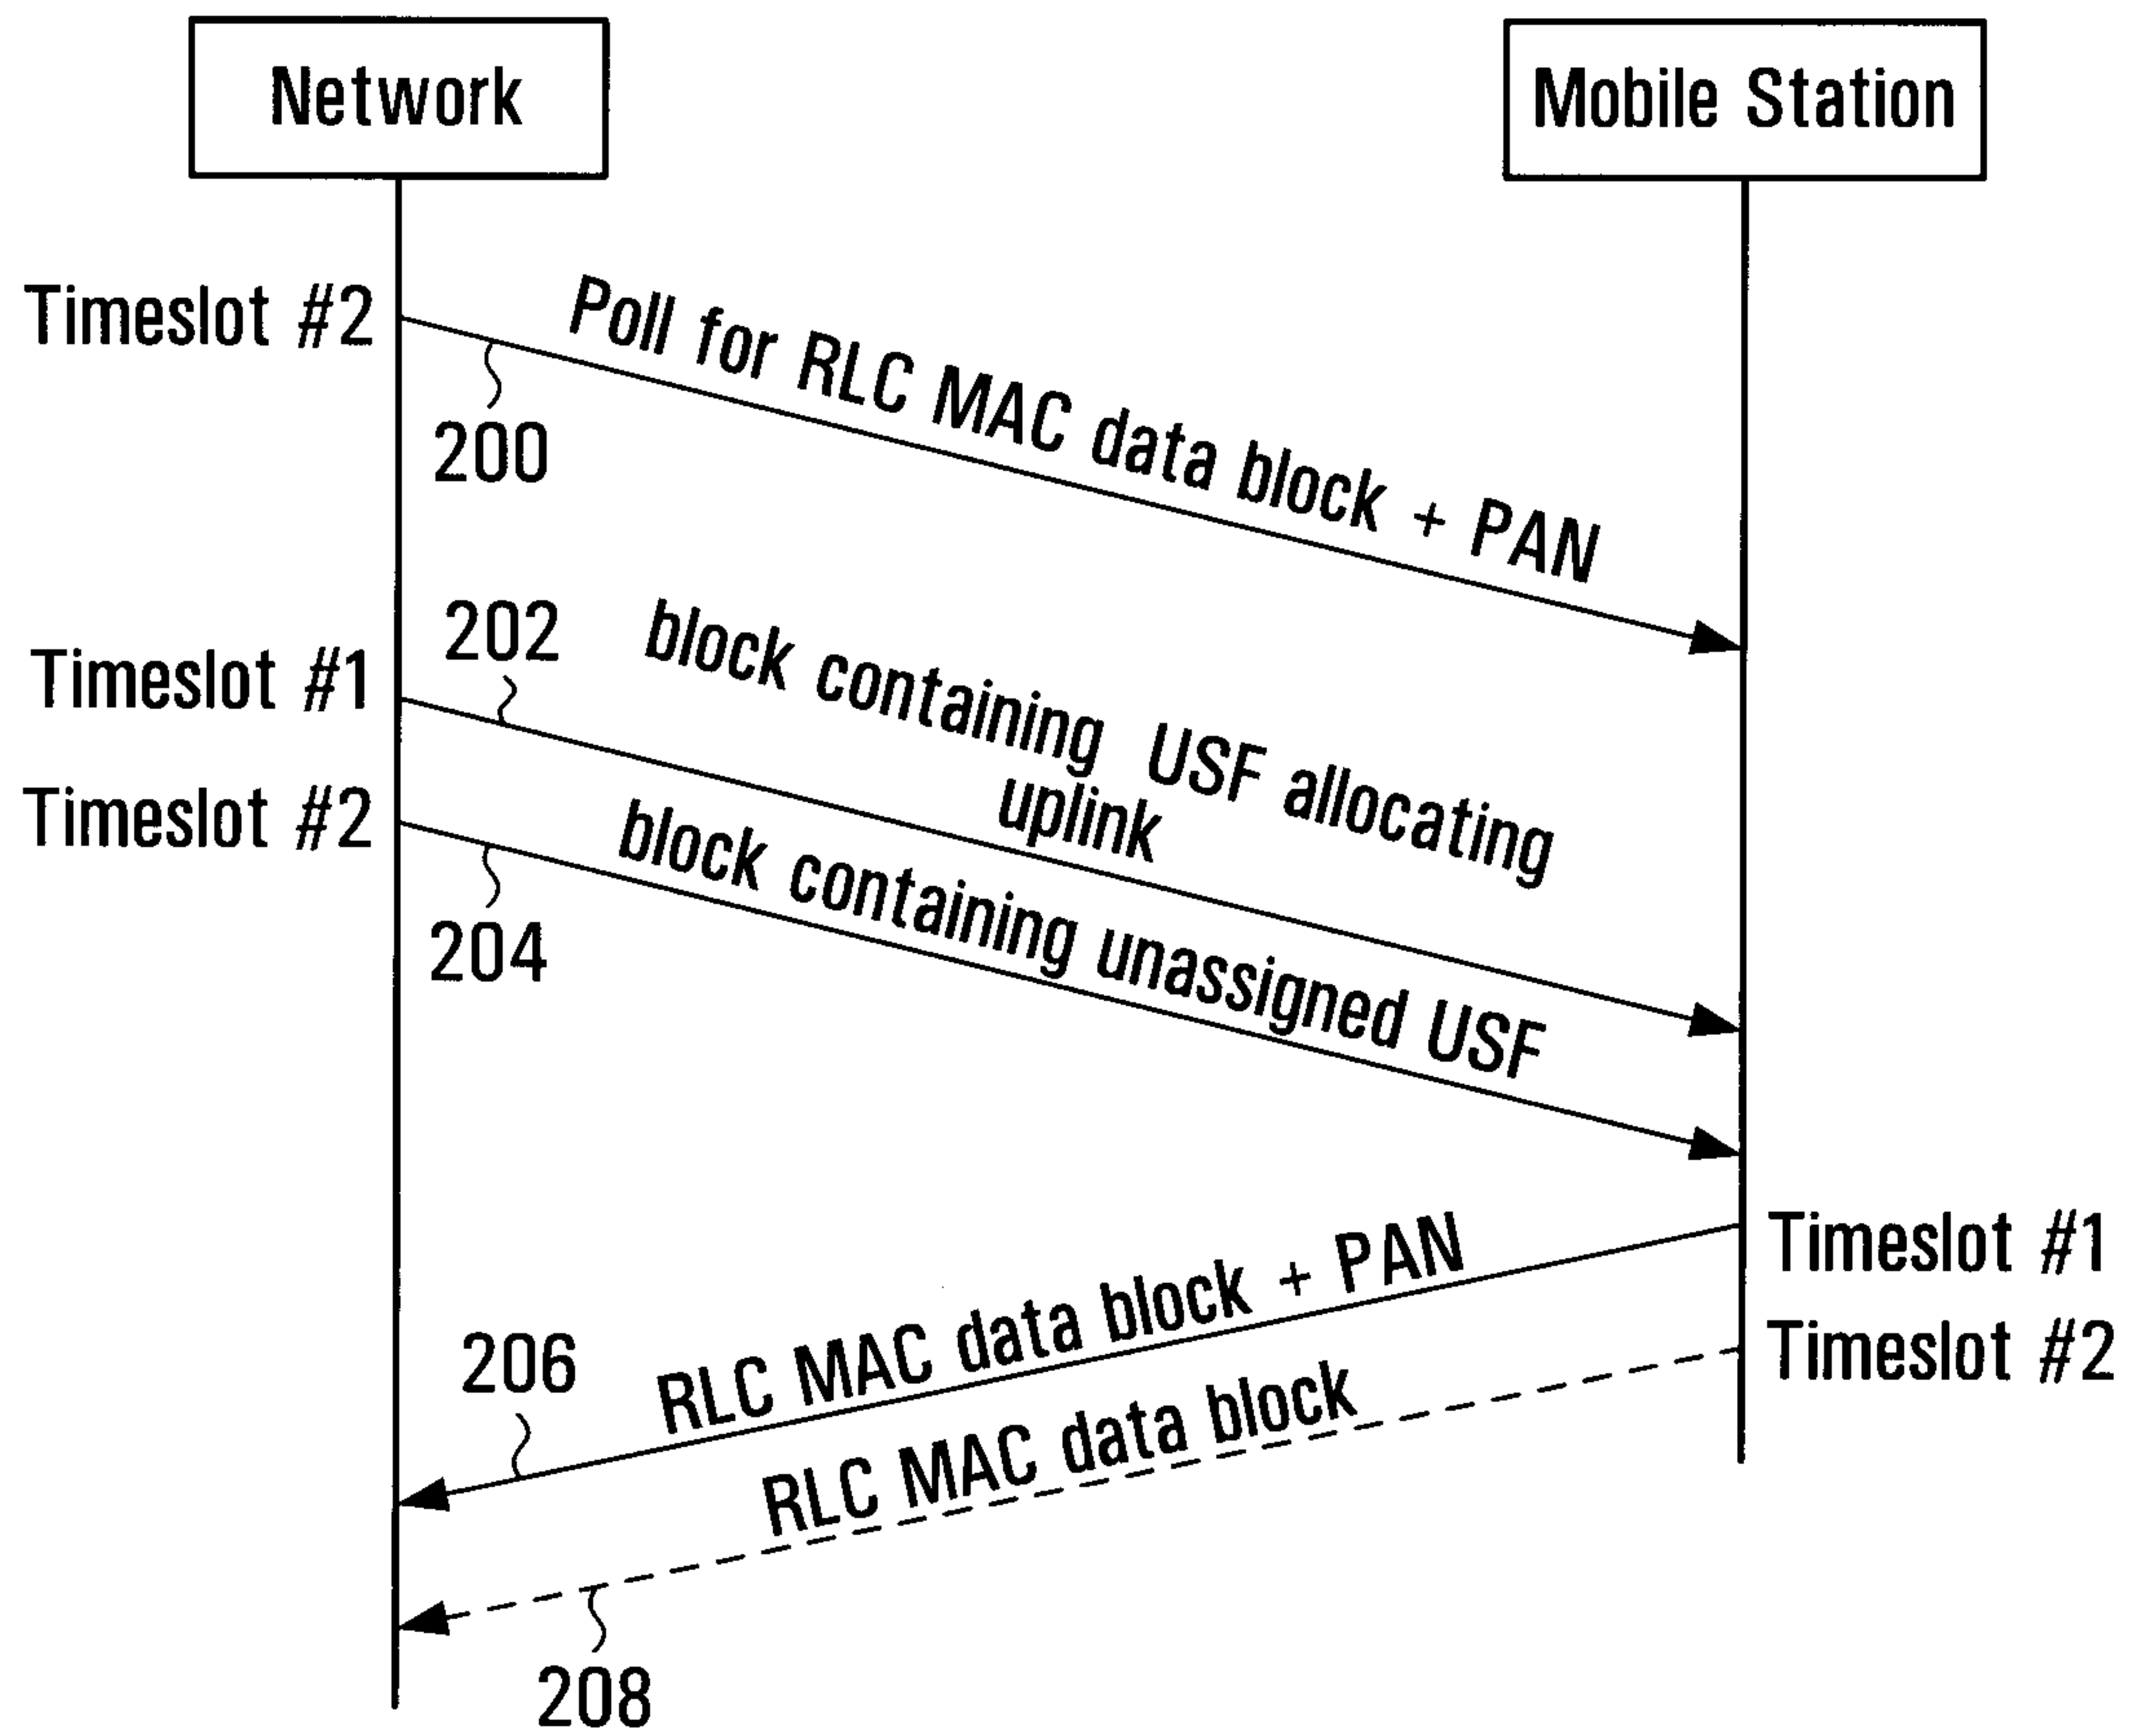 Network
Mobile Station
Timeslot #2
Poll for RLC MAC data block + PAN
200
Timeslot #1
202
block containing USF allocating
uplink
Timeslot #2
block containing unassigned USF
204
Timeslot #1
RLC MAC data block + PAN
206
Timeslot #2
RLC MAC data block
208